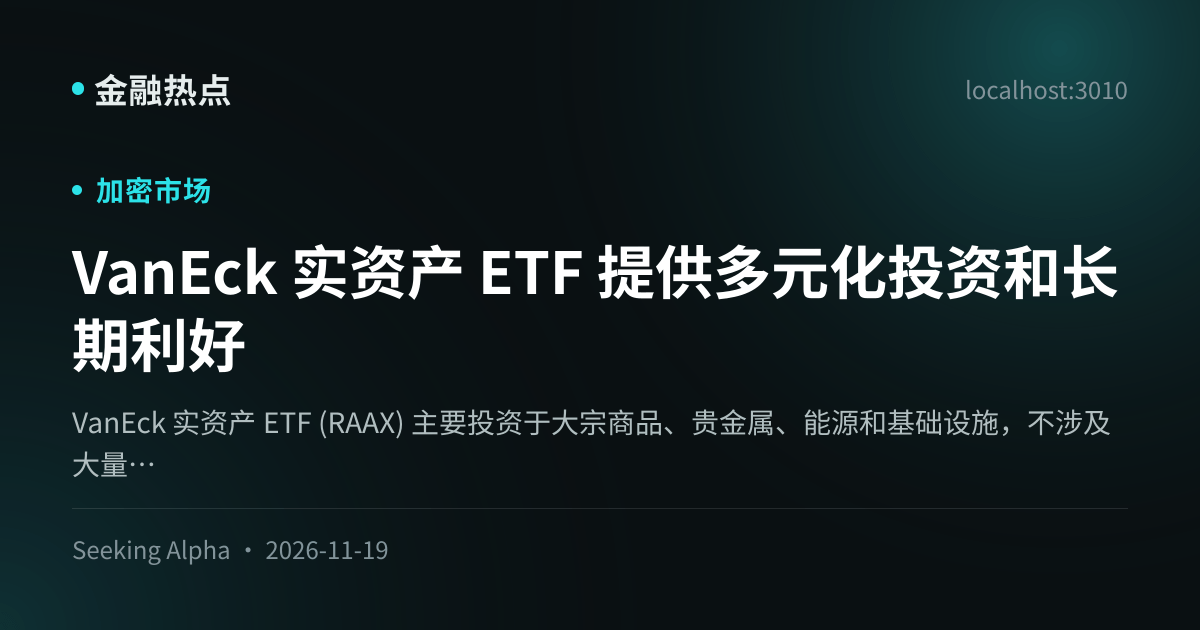 金融热点
localhost:3010
加密市场
VanEck 实资产 ETF 提供多元化投资和长
期利好
VanEck 实资产 ETF (RAAX) 主要投资于大宗商品、贵金属、能源和基础设施，不涉及
大量…
Seeking Alpha · 2026-11-19